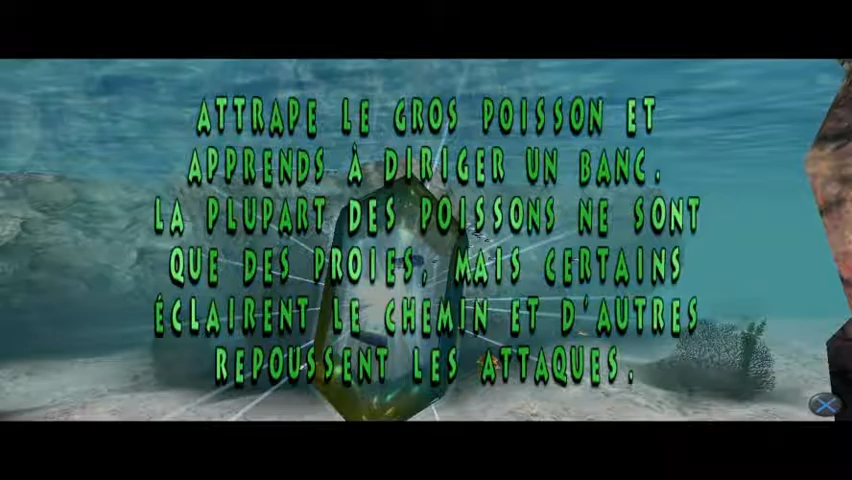 ATTRAPE LE GROS POISSON ET
APPRENDS À DIRIGER UN BANC.
LA PLUPART DES POISSONS NE SONT
QUE DES PROIES, MAIS CERTAINS
ÉCLAIRENT LE CHEMIN ET D'AUTRES
REPOUSSENT LES ATTAQUES.